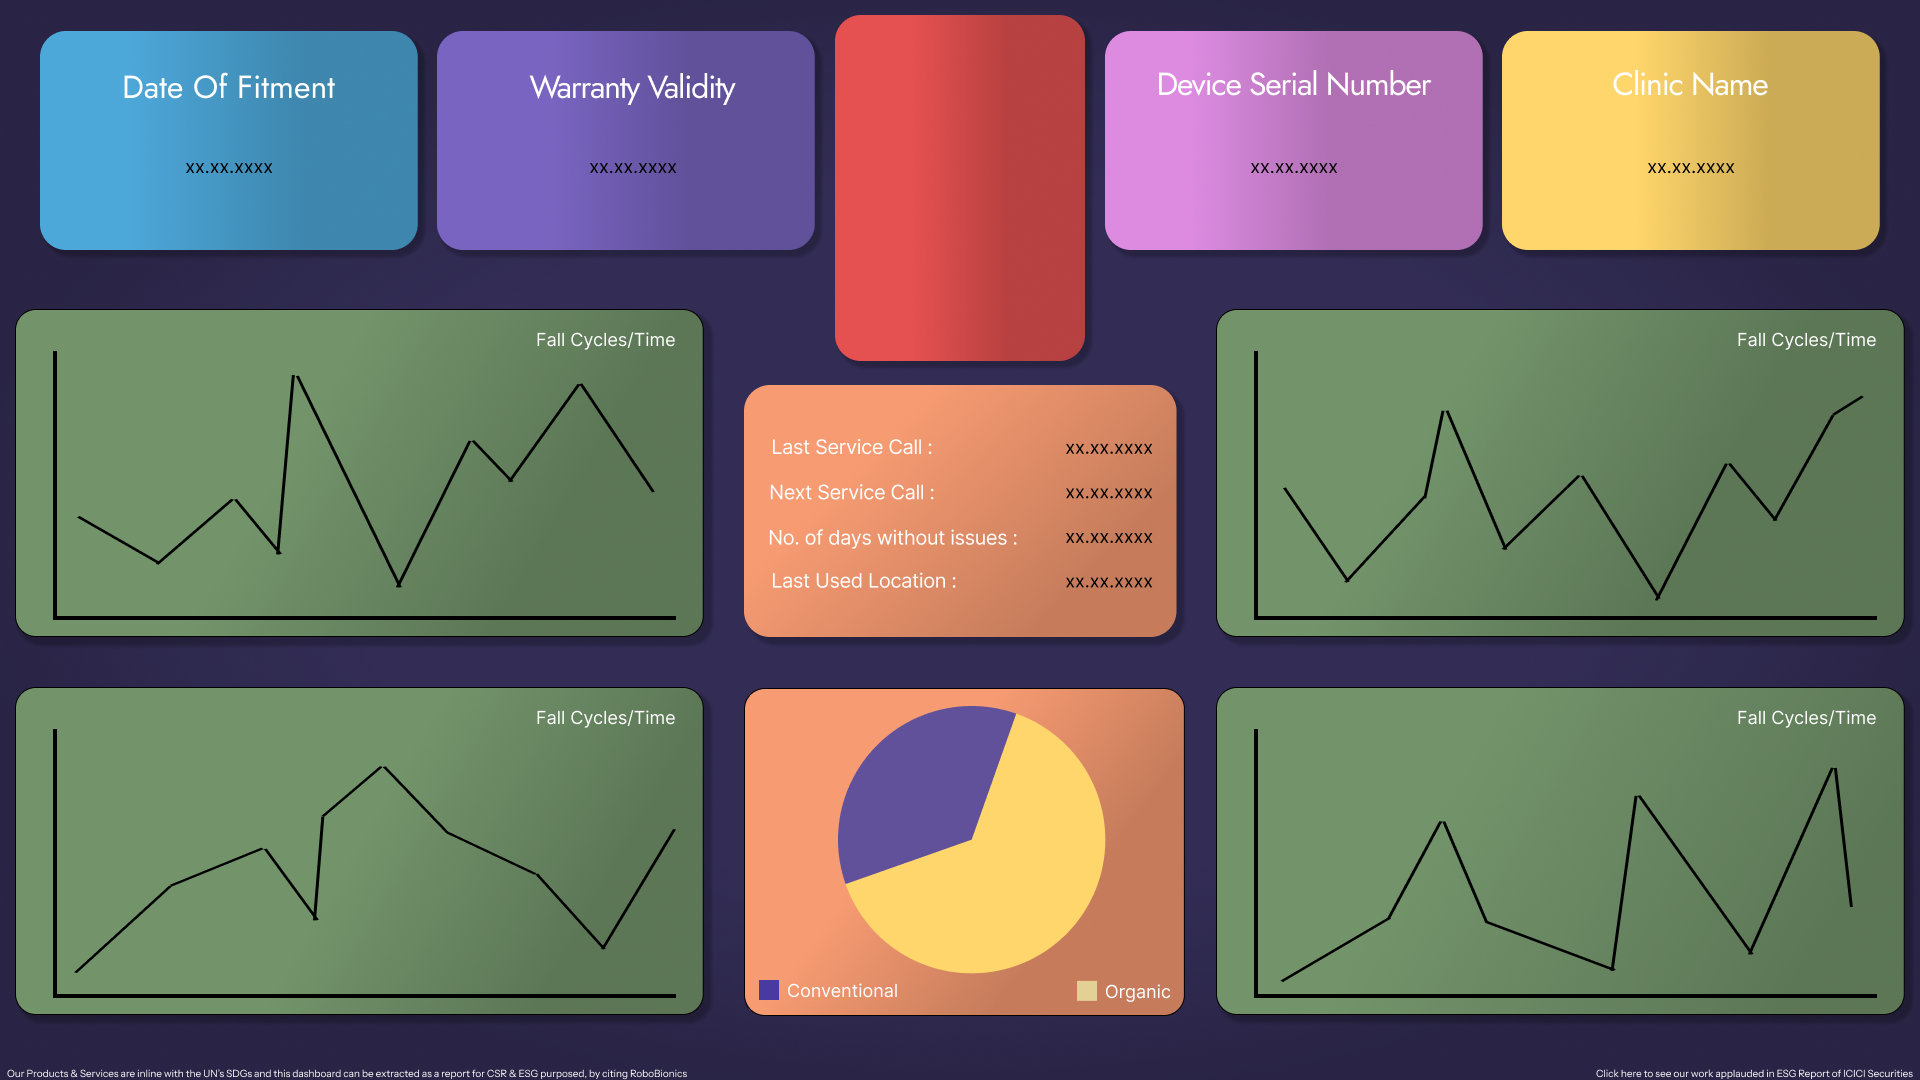 Date Of Fitment
xx.xx.xxxx
Warranty Validity
xx.xx.xxxx
Device Serial Number
xx.xx.xxxx
Clinic Name
xx.xx.xxxx
Fall Cycles/Time
Last Service Call : xx.xx.xxxx
Next Service Call : xx.xx.xxxx
No. of days without issues : xx.xx.xxxx
Last Used Location : xx.xx.xxxx
Fall Cycles/Time
Fall Cycles/Time
Conventional
Organic
Fall Cycles/Time
Our Products & Services are inline with the UN's SDGs and this dashboard can be extracted as a report for CSR & ESG purposed, by citing RoboBionics
Click here to see our work applauded in ESG Report of ICICI Securities